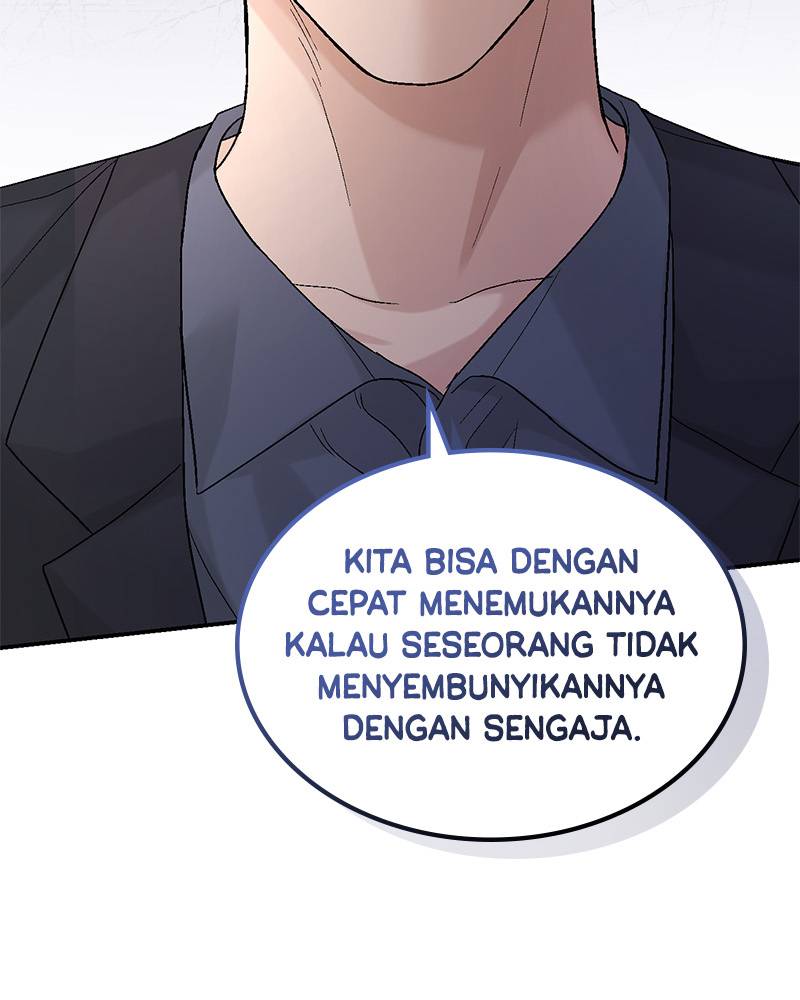 KITA BISA DENGAN
CEPAT MENEMUKANNYA
KALAU SESEORANG TIDAK
MENYEMBUNYIKANNYA
DENGAN SENGAJA.